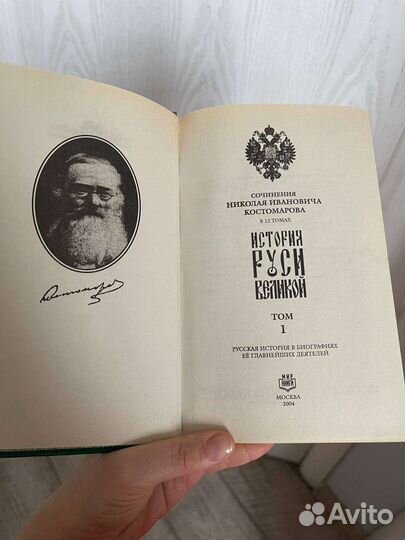 СОЧИНЕНИЯ
НИКОЛАЯ ИВАНОВИЧА
КОСТОМАРОВА
В 12 ТОМАХ
ИСТОРИЯ
РУСИ
ВЕЛИКОЙ
ТОМ
1
РУССКАЯ ИСТОРИЯ В БИОГРАФИЯХ
ЕЁ ГЛАВНЕЙШИХ ДЕЯТЕЛЕЙ
МИР
КНИГИ
МОСКВА
2004
Avito